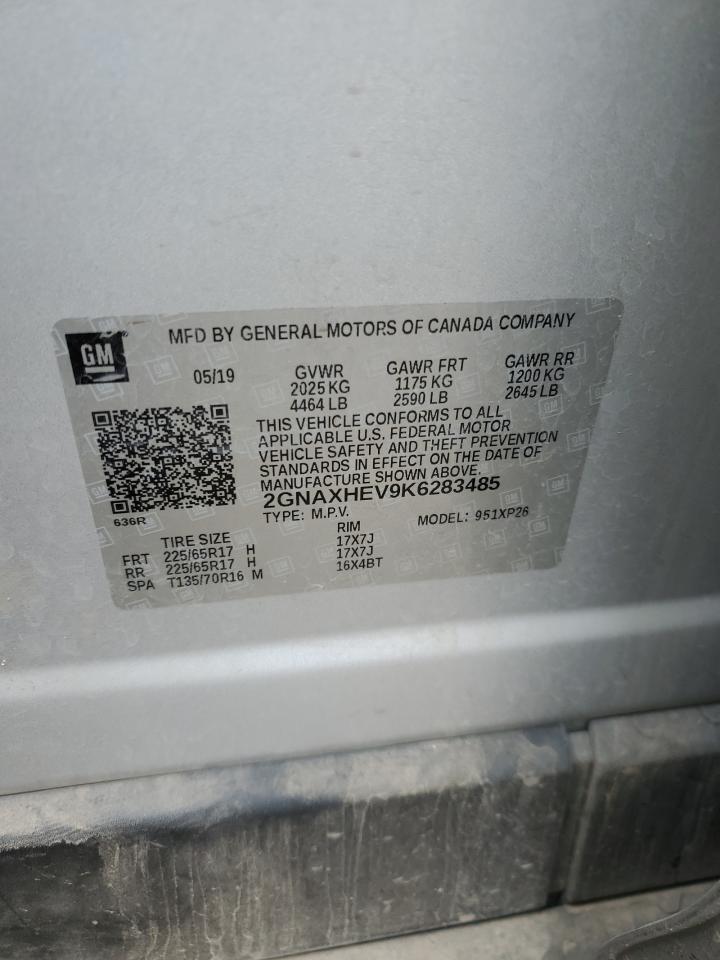 GM
MFD BY GENERAL MOTORS OF CANADA COMPANY
05/19 GVWR GAWR FRT GAWR RR
2025 KG 1175 KG 1200 KG
4464 LB 2590 LB 2645 LB
THIS VEHICLE CONFORMS TO ALL
APPLICABLE U.S. FEDERAL MOTOR
VEHICLE SAFETY AND THEFT PREVENTION
STANDARDS IN EFFECT ON THE DATE OF
MANUFACTURE SHOWN ABOVE.
2GNAXHEV9K6283485
636R TYPE: M.P.V. MODEL: 951XP26
TIRE SIZE RIM
FRT 225/65R17 H 17X7J
RR 225/65R17 H 17X7J
SPA T135/70R16 M 16X4BT